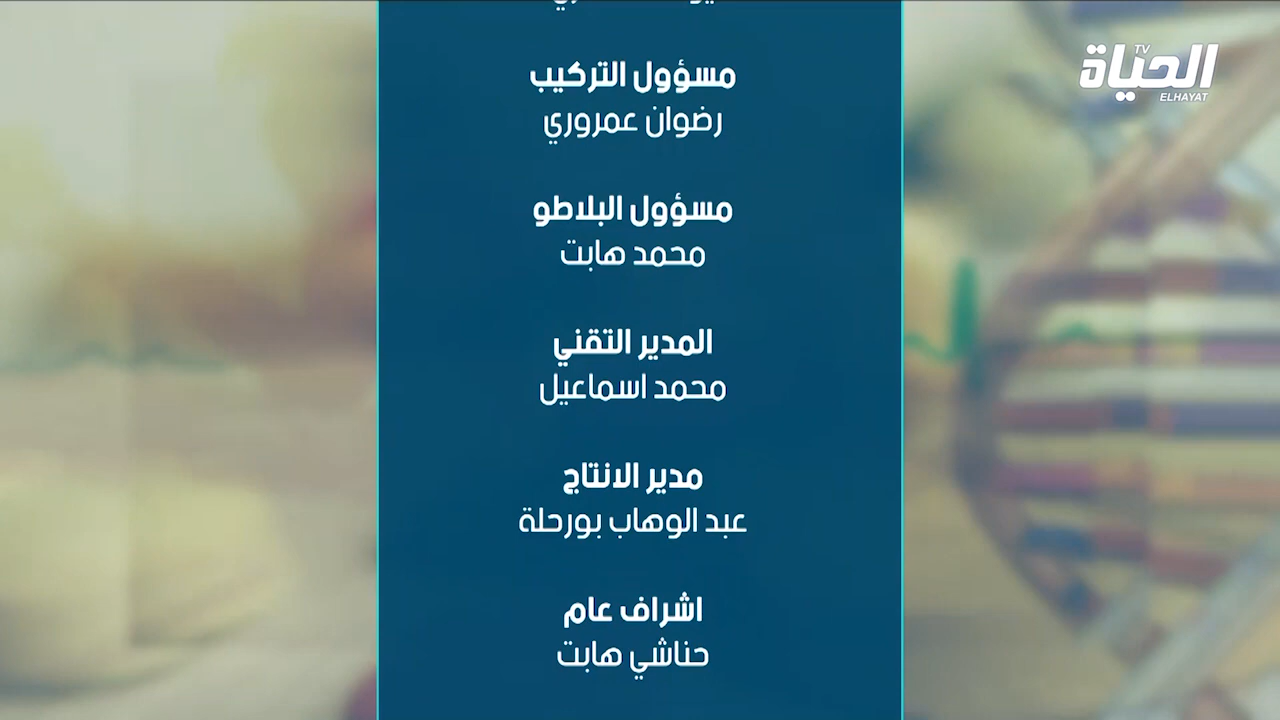 مسؤول التركيب
رضوان عمروري
مسؤول البلاطو
محمد هابت
المدير التقني
محمد اسماعيل
مدير الانتاج
عبد الوهاب بورحلة
اشراف عام
حناشي هابت
الحياة TV
ELHAYAT